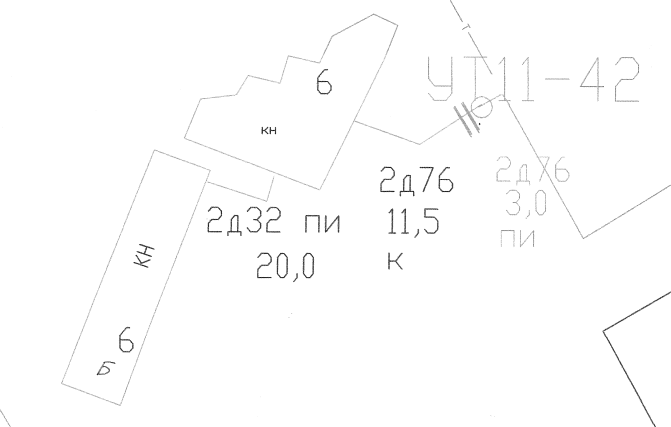 УТ11-42
6
кн
2д76
11,5
к
2д76
3,0
пи
2д32 пи
20,0
кн
6
Б
т